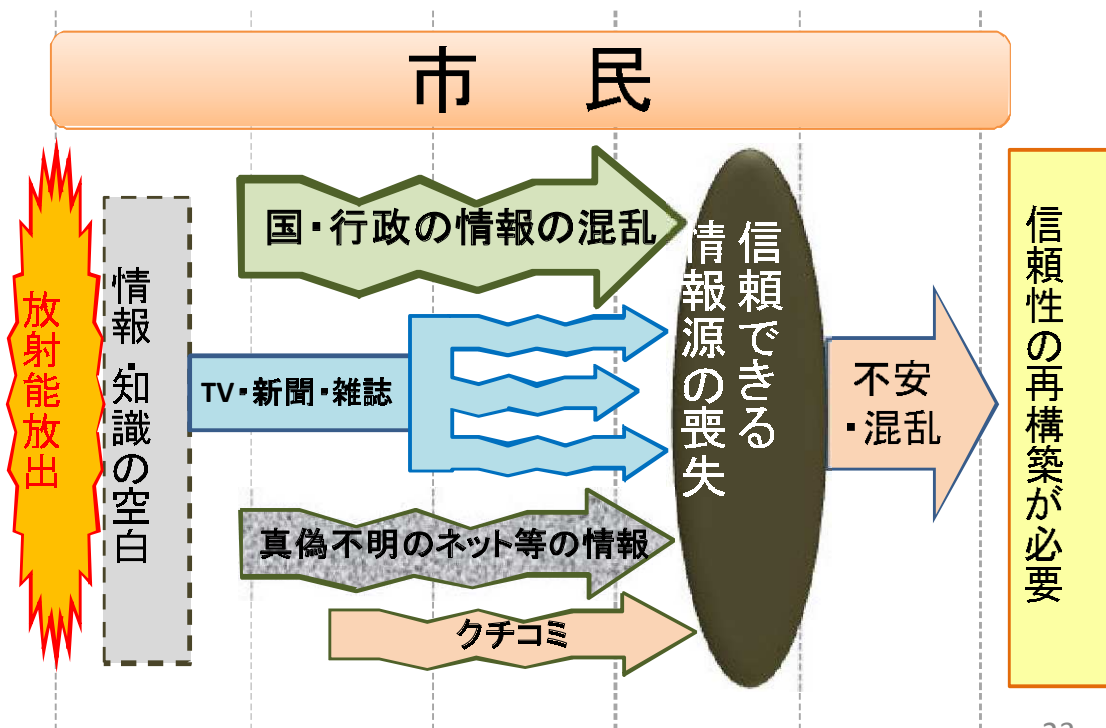 市　民
放射能放出
情報・知識の空白
国・行政の情報の混乱
TV・新聞・雑誌
真偽不明のネット等の情報
クチコミ
信頼できる
情報源の喪失
不安
・混乱
信頼性の再構築が必要